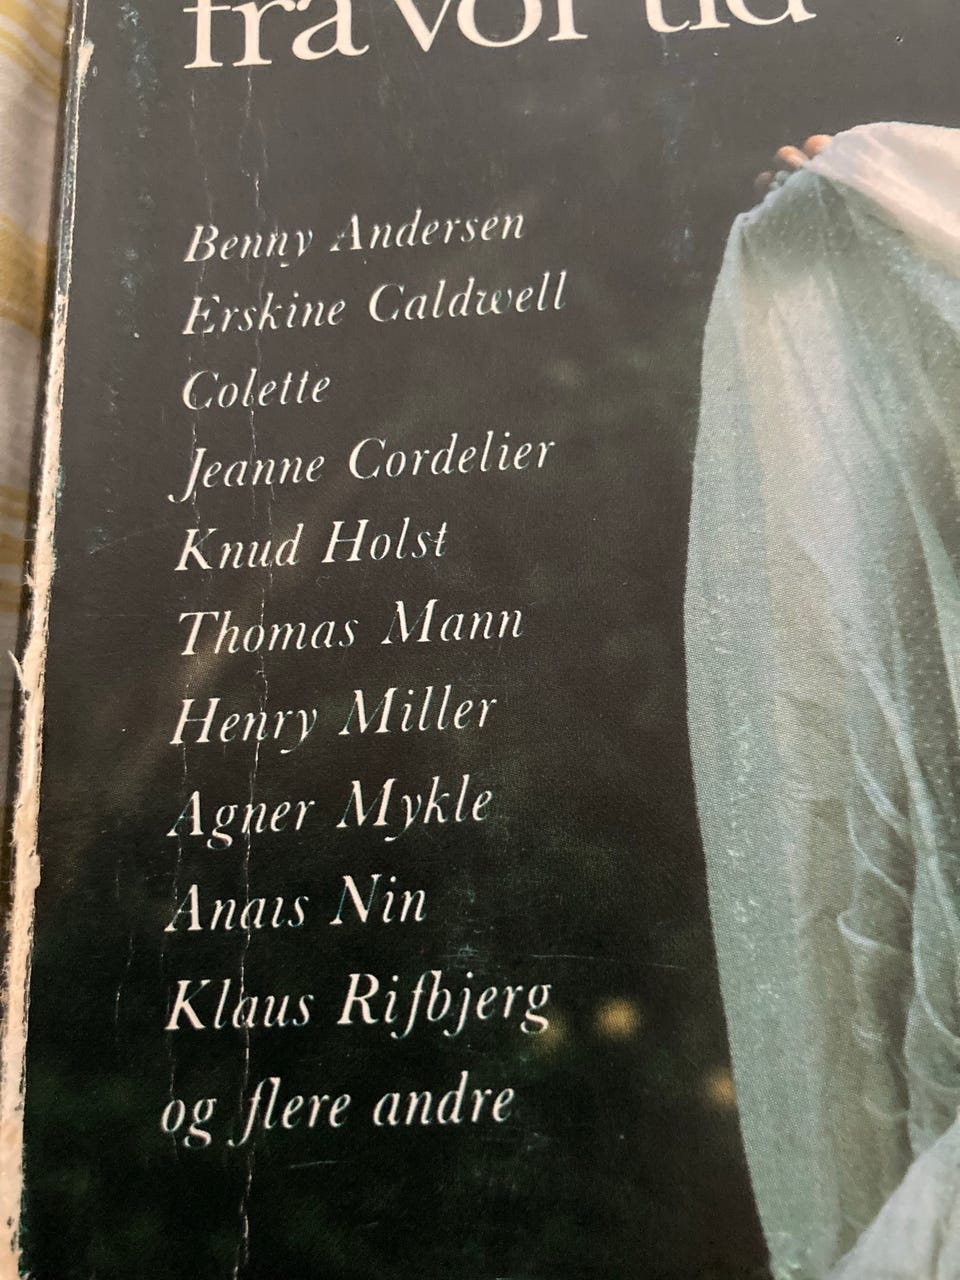 fra vor tid
Benny Andersen
Erskine Caldwell
Colette
Jeanne Cordelier
Knud Holst
Thomas Mann
Henry Miller
Agner Mykle
Anaıs Nin
Klaus Rifbjerg
og flere andre